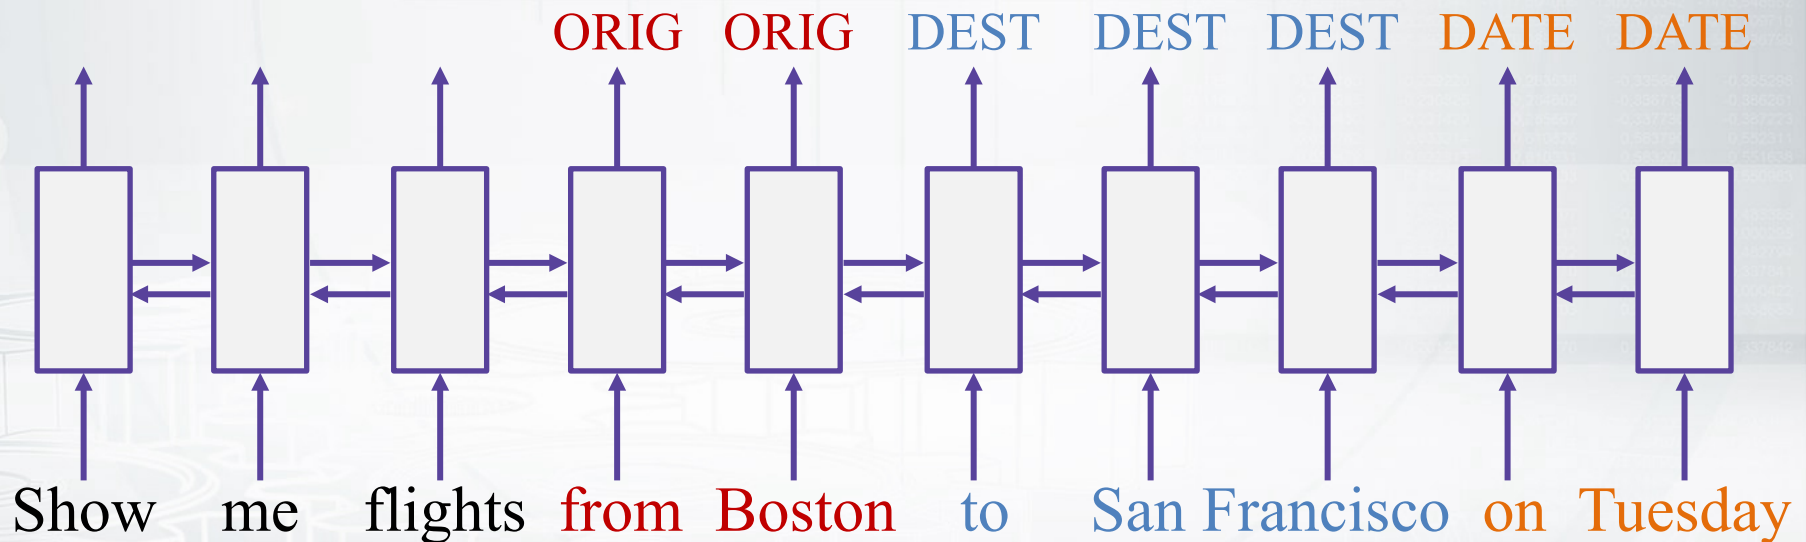 ORIG ORIG DEST DEST DEST DATE DATE
Show me flights from Boston to San Francisco on Tuesday